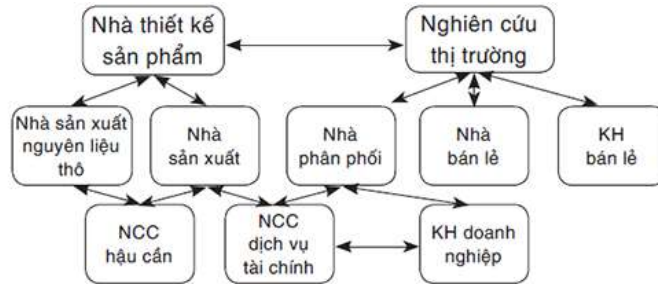 Nhà thiết kế
sản phẩm
Nghiên cứu
thị trường
Nhà sản xuất
nguyên liệu
thô
Nhà
sản xuất
Nhà
phân phối
Nhà
bán lẻ
KH
bán lẻ
NCC
hậu cần
NCC
dịch vụ
tài chính
KH doanh
nghiệp